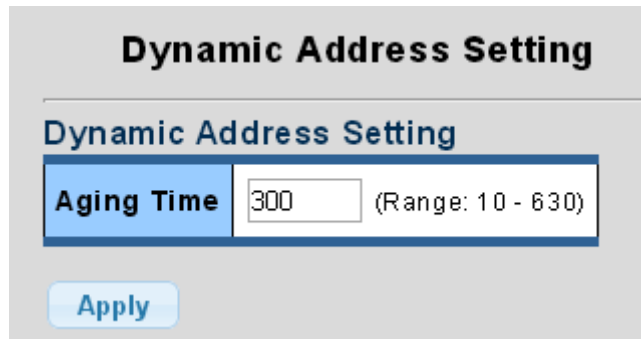 Dynamic Address Setting
Dynamic Address Setting
Aging Time 300 (Range: 10 - 630)
Apply